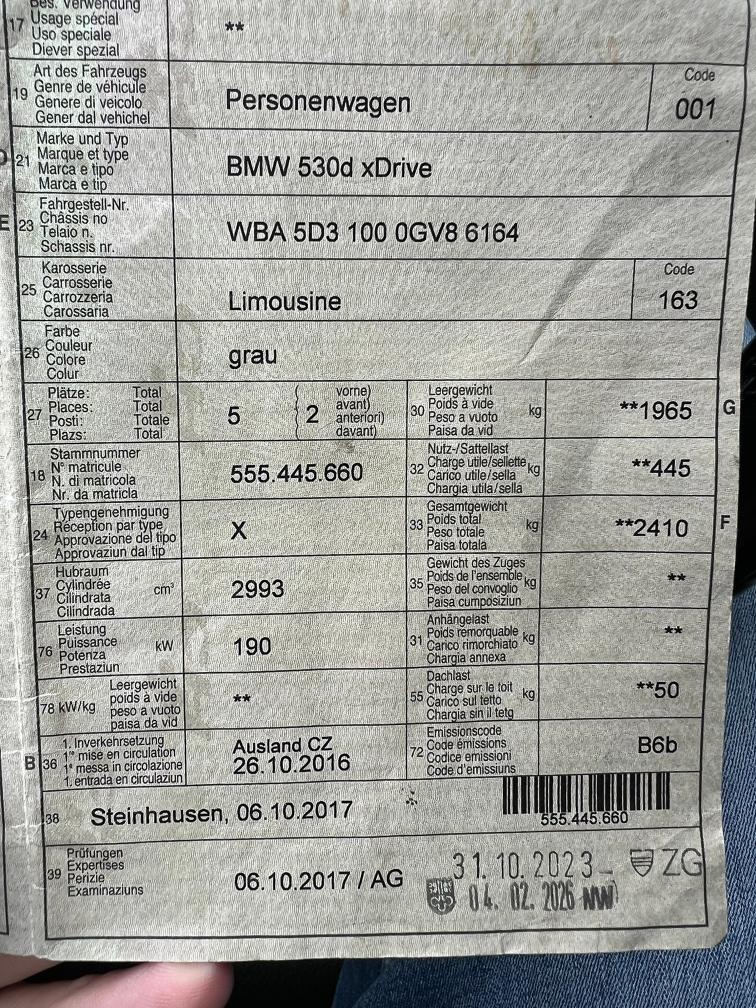 Bes. Verwendung
17 Usage spécial
Uso speciale
Diever spezial
**
19 Art des Fahrzeugs
Genre de véhicule
Genere di veicolo
Gener dal vehichel
Personenwagen
Code
001
D 21 Marke und Typ
Marque et type
Marca e tipo
Marca e tip
BMW 530d xDrive
E 23 Fahrgestell-Nr.
Châssis no
Telaio n.
Schassis nr.
WBA 5D3 100 0GV8 6164
25 Karosserie
Carrosserie
Carrozzeria
Carossaria
Limousine
Code
163
26 Farbe
Couleur
Colore
Colur
grau
27 Plätze: Total
Places: Total
Posti: Totale
Plazs: Total
5 ( 2 vorne)
avant)
anteriori)
davant)
30 Leergewicht
Poids à vide
Peso a vuoto
Paisa da vid
kg
**1965
G
18 Stammnummer
N° matricule
N. di matricola
Nr. da matricla
555.445.660
32 Nutz-/Sattellast
Charge utile/sellette
Carico utile/sella
Chargia utila/sella
kg
**445
24 Typengenehmigung
Réception par type
Approvazione del tipo
Approvaziun dal tip
X
33 Gesamtgewicht
Poids total
Peso totale
Paisa totala
kg
**2410
F
37 Hubraum
Cylindrée
Cilindrata
Cilindrada
cm³
2993
35 Gewicht des Zuges
Poids de l'ensemble
Peso del convoglio
Paisa cumposiziun
kg
**
76 Leistung
Puissance
Potenza
Prestaziun
kW
190
31 Anhängelast
Poids remorquable
Carico rimorchiato
Chargia annexa
kg
**
78 kW/kg Leergewicht
poids à vide
peso a vuoto
paisa da vid
**
55 Dachlast
Charge sur le toit
Carico sul tetto
Chargia sin il tetg
kg
**50
B 36 1. Inverkehrsetzung
1re mise en circulation
1a messa in circolazione
1. entrada en circulaziun
Ausland CZ
26.10.2016
72 Emissionscode
Code émissions
Codice emissioni
Code d'emissiuns
B6b
38 Steinhausen, 06.10.2017
555.445.660
39 Prüfungen
Expertises
Perizie
Examinaziuns
06.10.2017 / AG
31.10.2023 - ZG
04. 02. 2026 NW